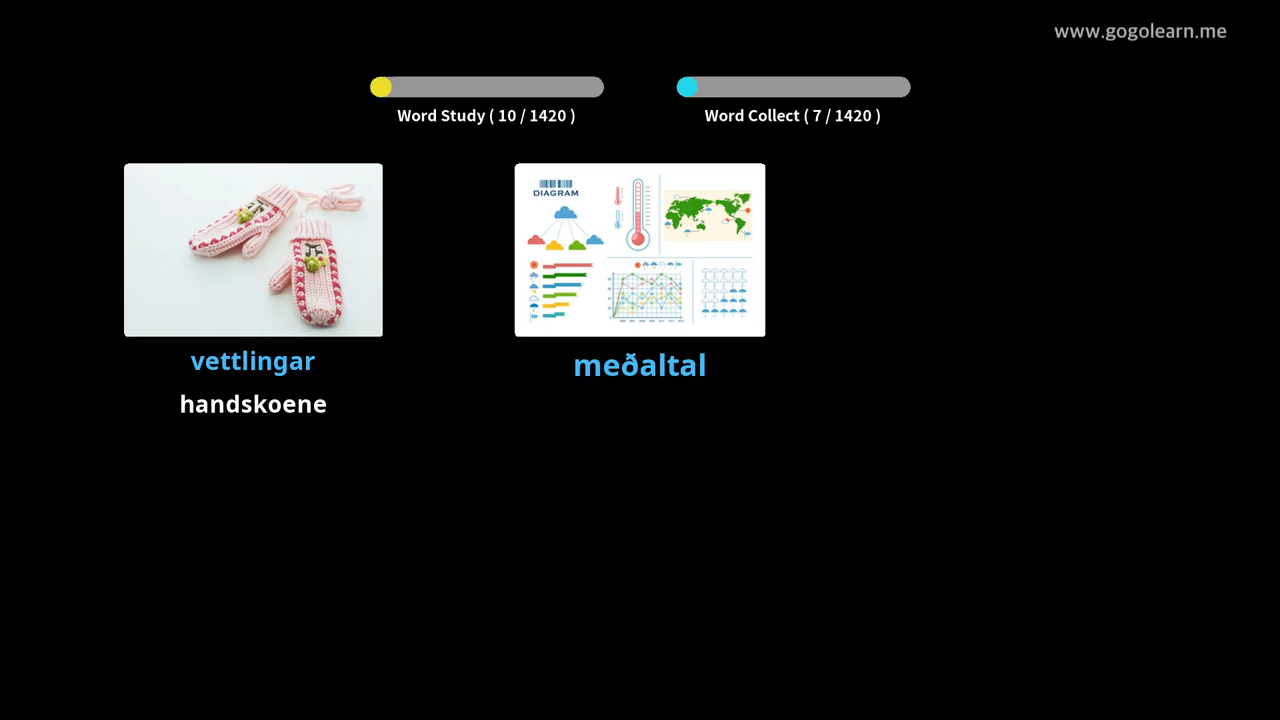 www.gogolearn.me
Word Study ( 10 / 1420 )
Word Collect ( 7 / 1420 )
DIAGRAM
vettlingar
handskoene
meðaltal